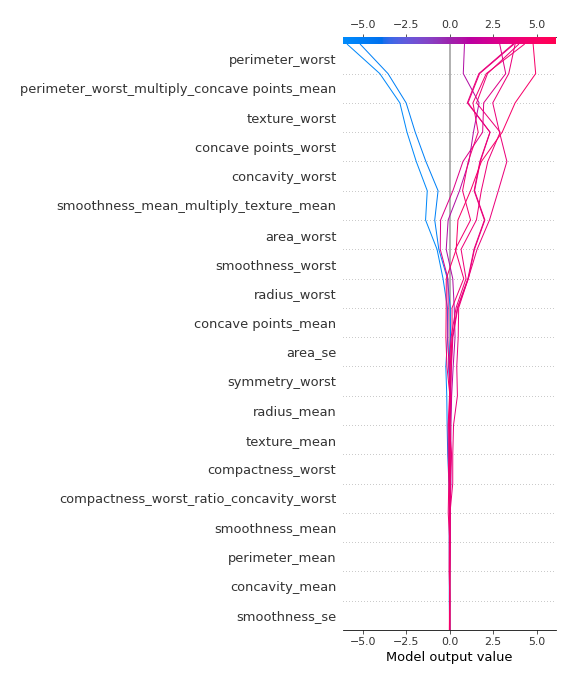 −5.0 −2.5 0.0 2.5 5.0
perimeter_worst
perimeter_worst_multiply_concave points_mean
texture_worst
concave points_worst
concavity_worst
smoothness_mean_multiply_texture_mean
area_worst
smoothness_worst
radius_worst
concave points_mean
area_se
symmetry_worst
radius_mean
texture_mean
compactness_worst
compactness_worst_ratio_concavity_worst
smoothness_mean
perimeter_mean
concavity_mean
smoothness_se
−5.0 −2.5 0.0 2.5 5.0
Model output value